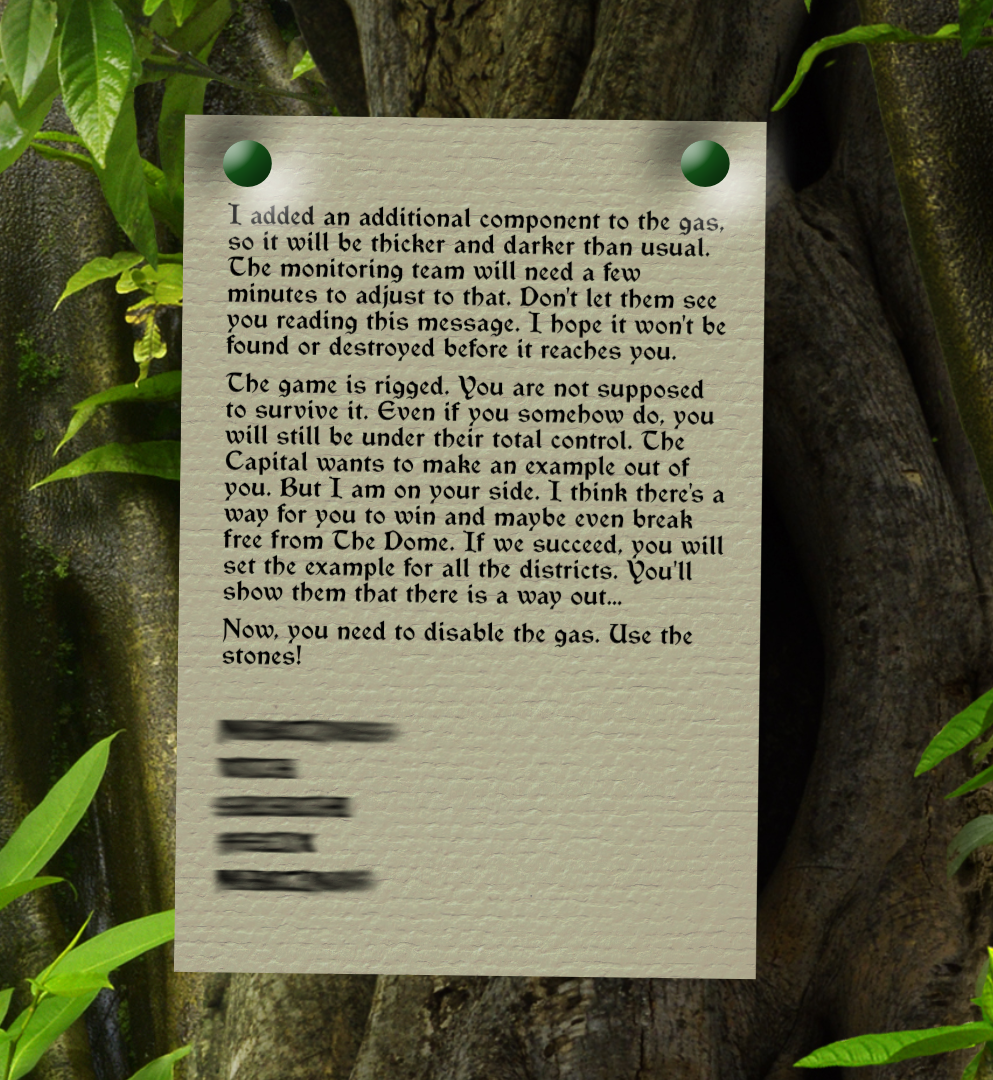 I added an additional component to the gas,
so it will be thicker and darker than usual.
The monitoring team will need a few
minutes to adjust to that. Don't let them see
you reading this message. I hope it won't be
found or destroyed before it reaches you.
The game is rigged. You are not supposed
to survive it. Even if you somehow do, you
will still be under their total control. The
Capital wants to make an example out of
you. But I am on your side. I think there's a
way for you to win and maybe even break
free from The Dome. If we succeed, you will
set the example for all the districts. You'll
show them that there is a way out...
Now, you need to disable the gas. Use the
stones!